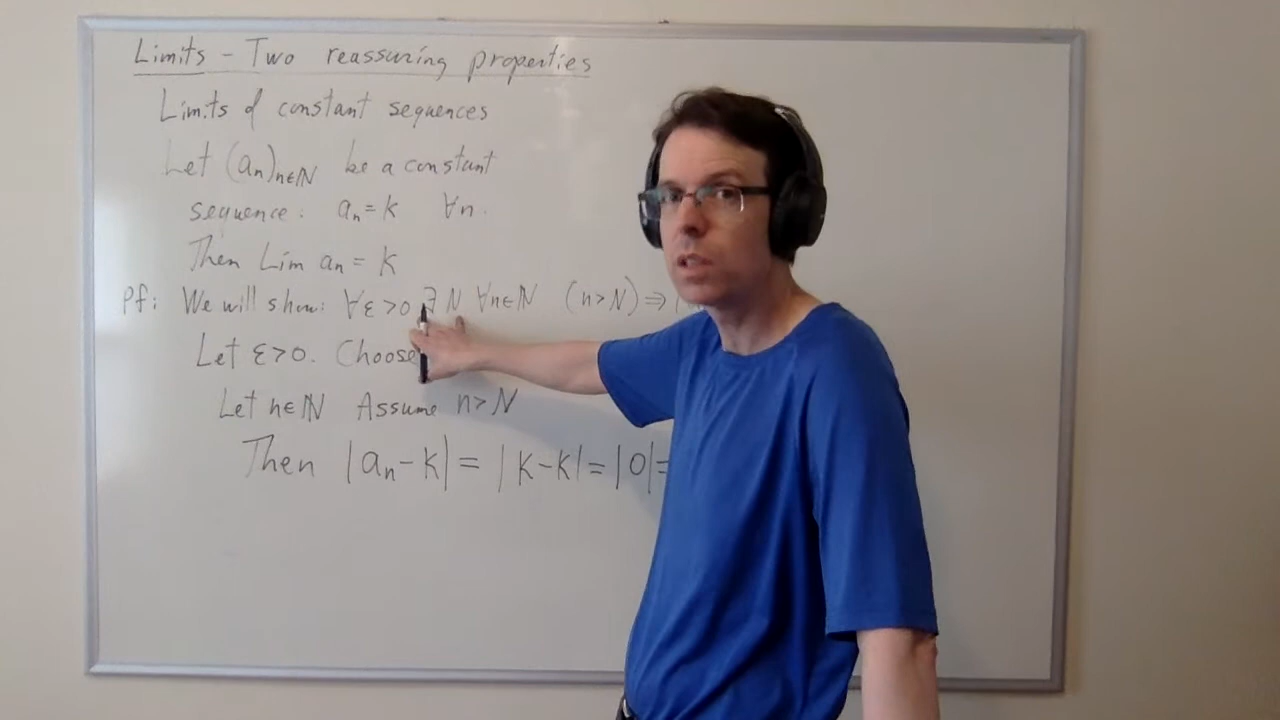 Limits - Two reassuring properties
Limits of constant sequences
Let (aₙ)ₙ∈ℕ be a constant
sequence: aₙ = k ∀n.
Then Lim aₙ = k
Pf: We will show: ∀ε>0 ∃ N ∀n∈ℕ (n>N) ⇒ |
Let ε>0. Choose
Let n∈ℕ Assume n>N
Then |aₙ-k| = |k-k| = |0| =